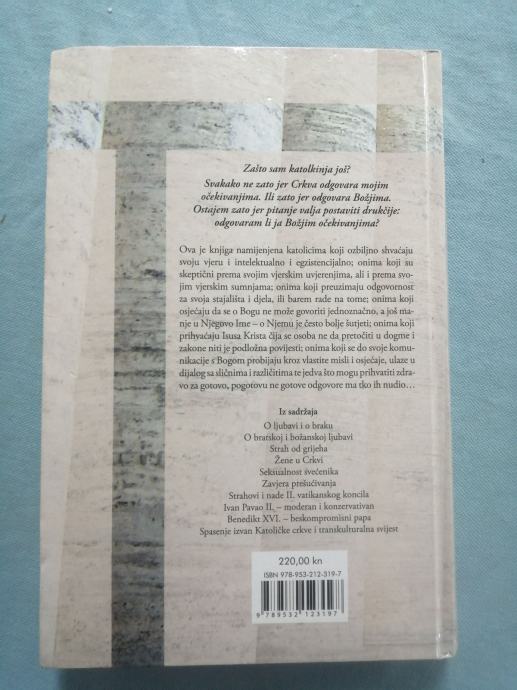 Zašto sam katolkinja još?
Svakako ne zato jer Crkva odgovara mojim
očekivanjima. Ili zato jer odgovara Božjima.
Ostajem zato jer pitanje valja postaviti drukčije:
odgovaram li ja Božjim očekivanjima?
Ova je knjiga namijenjena katolicima koji ozbiljno shvaćaju
svoju vjeru i intelektualno i egzistencijalno; onima koji su
skeptični prema svojim vjerskim uvjerenjima, ali i prema svo-
jim vjerskim sumnjama; onima koji preuzimaju odgovornost
za svoja stajališta i djela, ili barem rade na tome; onima koji
osjećaju da se o Bogu ne može govoriti jednoznačno, a još ma-
nje u Njegovo Ime – o Njemu je često bolje šutjeti; onima koji
prihvaćaju Isusa Krista čija se osoba ne da pretočiti u dogme i
zakone niti je podložna povijesti; onima koji se do svoje komu-
nikacije s Bogom probijaju kroz vlastite misli i osjećaje, ulaze u
dijalog sa sličnima i različitima te jedva što mogu prihvatiti zdra-
vo za gotovo, pogotovu ne gotove odgovore ma tko ih nudio…
Iz sadržaja
O ljubavi i o braku
O bratskoj i božanskoj ljubavi
Strah od grijeha
Žene u Crkvi
Seksualnost svećenika
Zavjera prešućivanja
Strahovi i nade II. vatikanskog koncila
Ivan Pavao II. – moderan i konzervativan
Benedikt XVI. – beskompromisni papa
Spasenje izvan Katoličke crkve i transkulturalna svijest
220,00 kn
ISBN 978-953-212-319-7
9 789532 123197